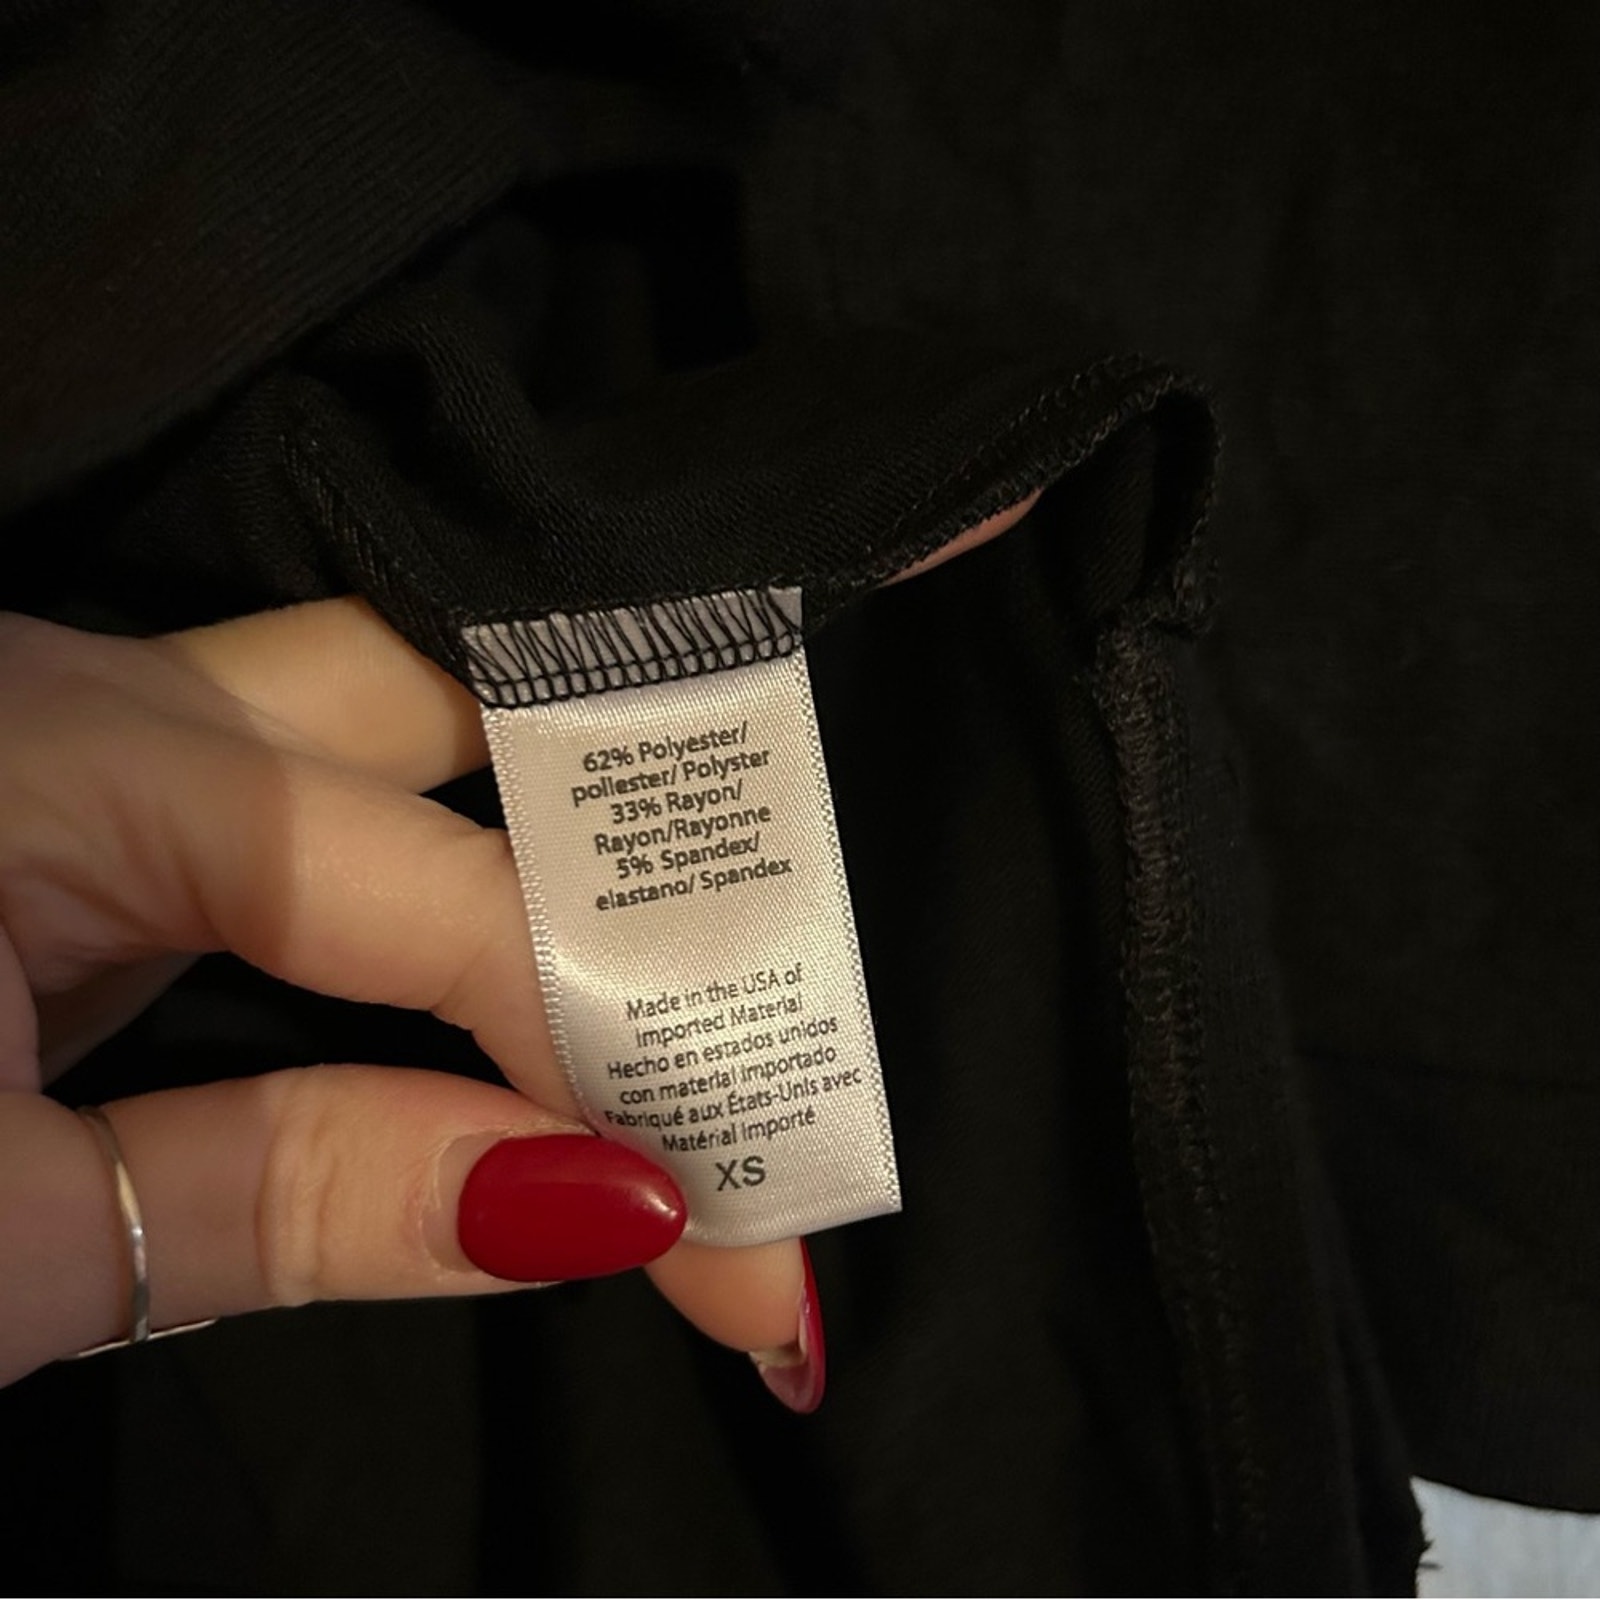 62% Polyester/
poliester/ Polyster
33% Rayon/
Rayon/Rayonne
5% Spandex/
elastano/ Spandex
Made in the USA of
Imported Material
Hecho en estados unidos
con material importado
Fabriqué aux États-Unis avec
Matérial Importé
XS